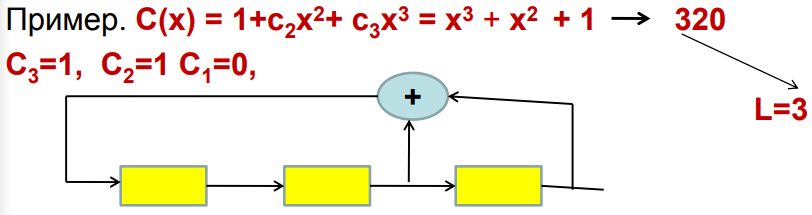 Пример. C(x) = 1+c₂x²+ c₃x³ = x³ + x² + 1 → 320
C₃=1, C₂=1 C₁=0,
L=3
+